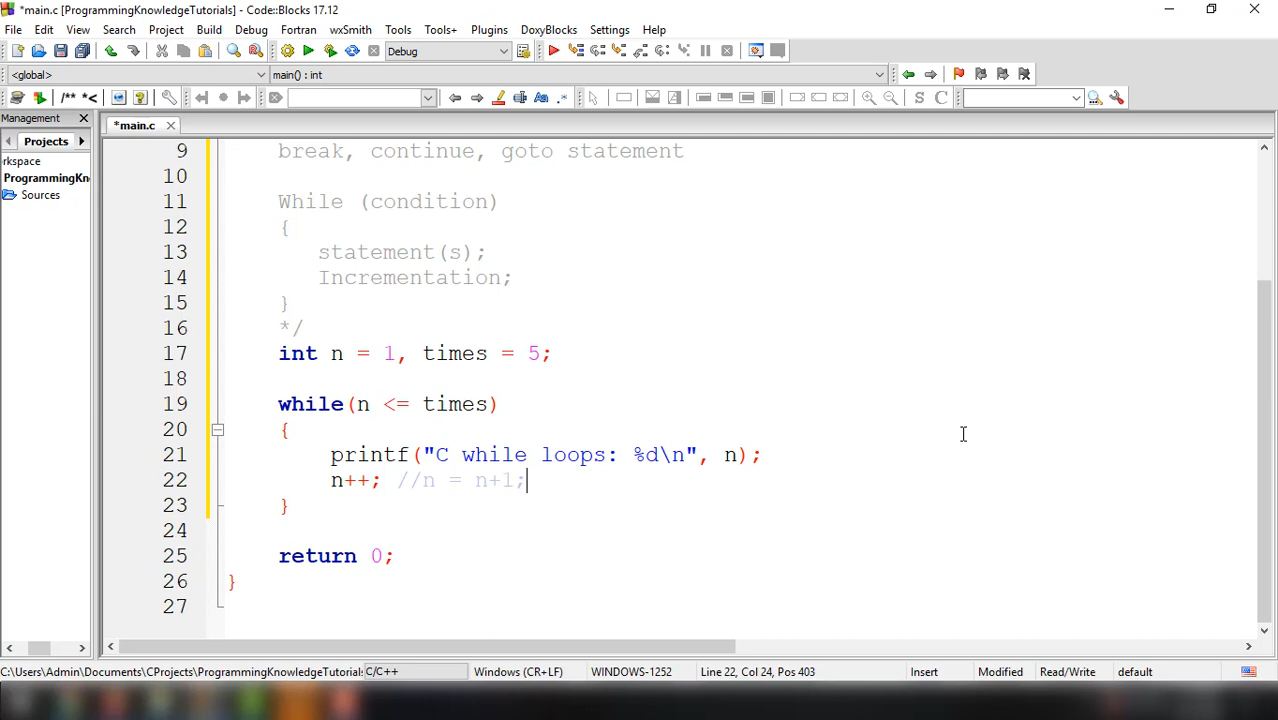 *main.c [ProgrammingKnowledgeTutorials] - Code::Blocks 17.12
File Edit View Search Project Build Debug Fortran wxSmith Tools Tools+ Plugins DoxyBlocks Settings Help
Debug
<global> main() : int
/** *< S C
Management
Projects
*main.c
rkspace
ProgrammingKn
Sources
9 break, continue, goto statement
10
11 While (condition)
12 {
13 statement(s);
14 Incrementation;
15 }
16 */
17 int n = 1, times = 5;
18
19 while(n <= times)
20 {
21 printf("C while loops: %d\n", n);
22 n++; //n = n+1;
23 }
24
25 return 0;
26 }
27
C:\Users\Admin\Documents\CProjects\ProgrammingKnowledgeTutorials C/C++ Windows (CR+LF) WINDOWS-1252 Line 22, Col 24, Pos 403 Insert Modified Read/Write default